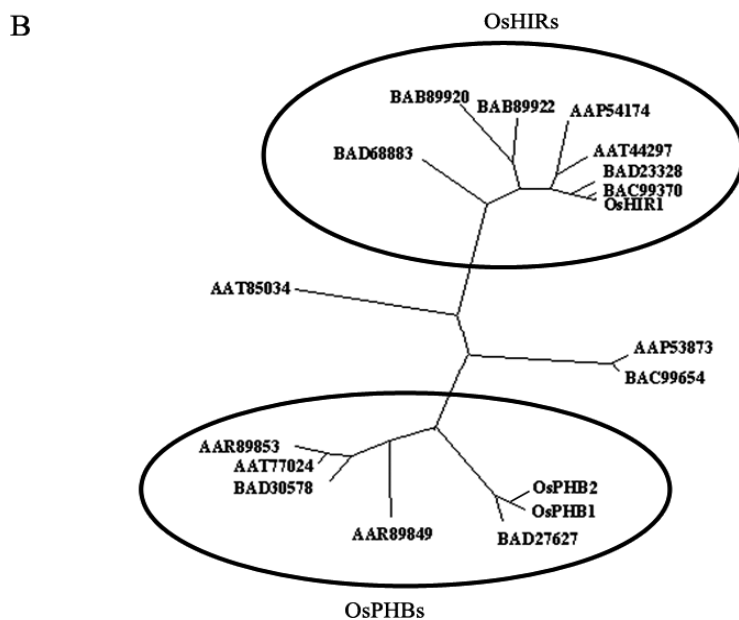 B
OsHIRs
BAB89920
BAB89922
AAP54174
BAD68883
AAT44297
BAD23328
BAC99370
OsHIR1
AAT85034
AAP53873
BAC99654
AAR89853
AAT77024
BAD30578
OsPHB2
OsPHB1
AAR89849
BAD27627
OsPHBs